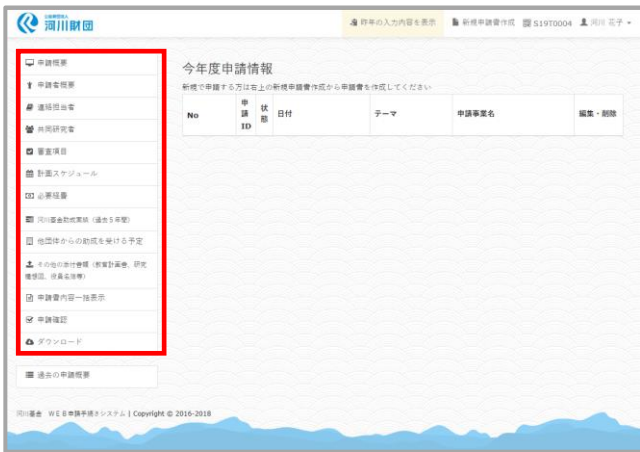 公益財団法人
河川財団
昨年の入力内容を表示 新規申請書作成 S19T0004 河川 花子
申請概要
申請者概要
連絡担当者
共同研究者
審査項目
計画スケジュール
必要経費
河川基金助成実績（過去５年間）
他団体からの助成を受ける予定
その他の添付書類（教育計画書、研究
構想図、役員名簿等）
申請書内容一括表示
申請確認
ダウンロード
過去の申請概要
今年度申請情報
新規で申請する方は右上の新規申請書作成から申請書を作成してください
No 申請ID 状態 日付 テーマ 申請事業名 編集・削除
河川基金 ＷＥＢ申請手続きシステム | Copyright © 2016-2018